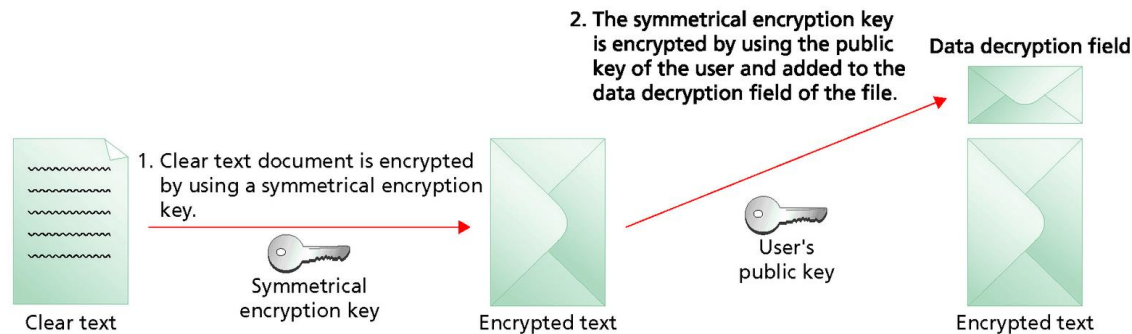 2. The symmetrical encryption key
is encrypted by using the public
key of the user and added to the
data decryption field of the file.
Data decryption field
1. Clear text document is encrypted
by using a symmetrical encryption
key.
Symmetrical
encryption key
User's
public key
Clear text
Encrypted text
Encrypted text